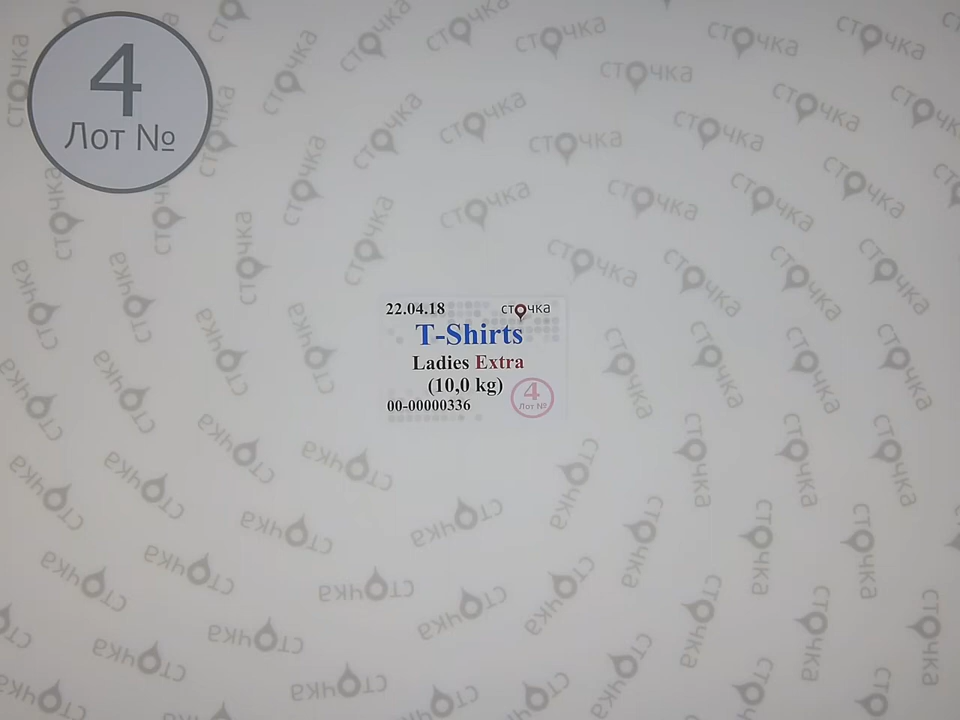 4
Лот №
22.04.18 сточка
T-Shirts
Ladies Extra
(10,0 kg)
00-00000336
4
Лот №